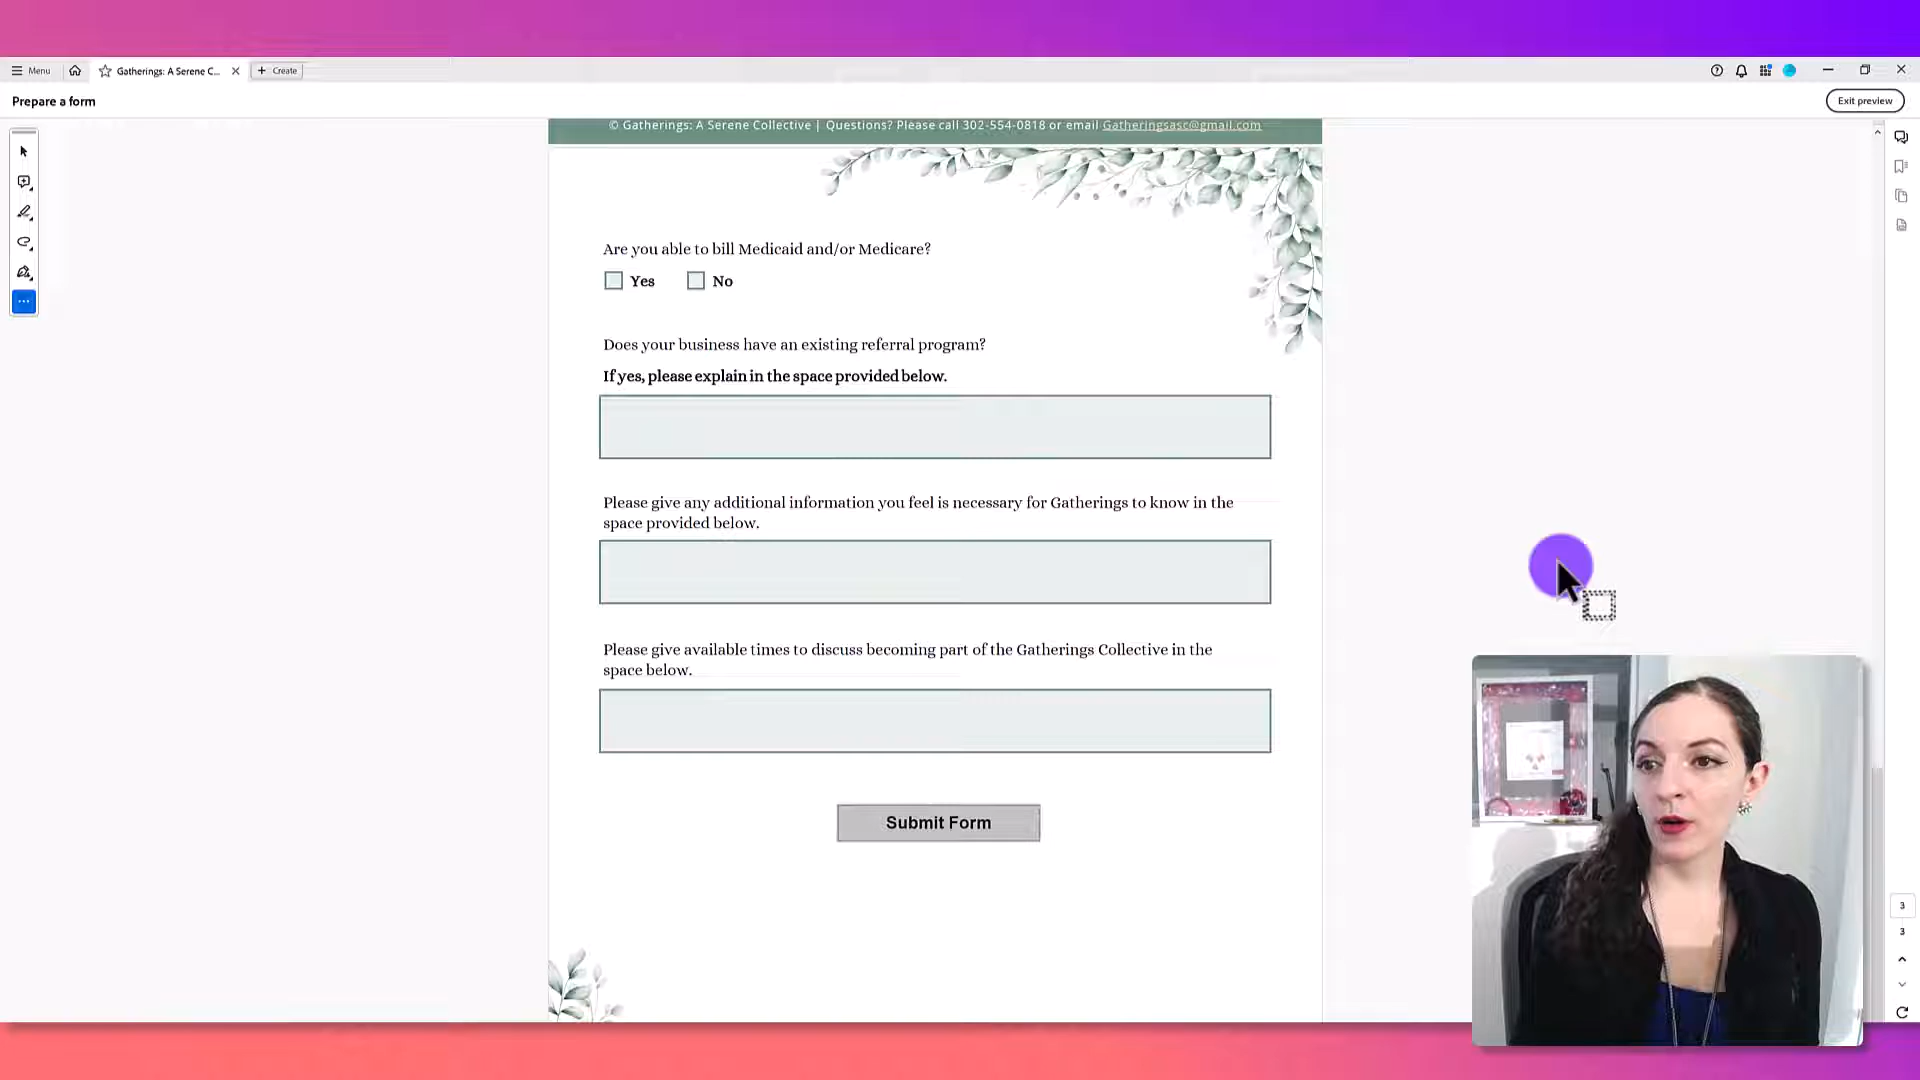 Menu
Gatherings: A Serene C...
Create
Prepare a form
Exit preview
© Gatherings: A Serene Collective | Questions? Please call 302-554-0818 or email Gatheringsasc@gmail.com
Are you able to bill Medicaid and/or Medicare?
Yes No
Does your business have an existing referral program?
If yes, please explain in the space provided below.
Please give any additional information you feel is necessary for Gatherings to know in the
space provided below.
Please give available times to discuss becoming part of the Gatherings Collective in the
space below.
Submit Form
3
3